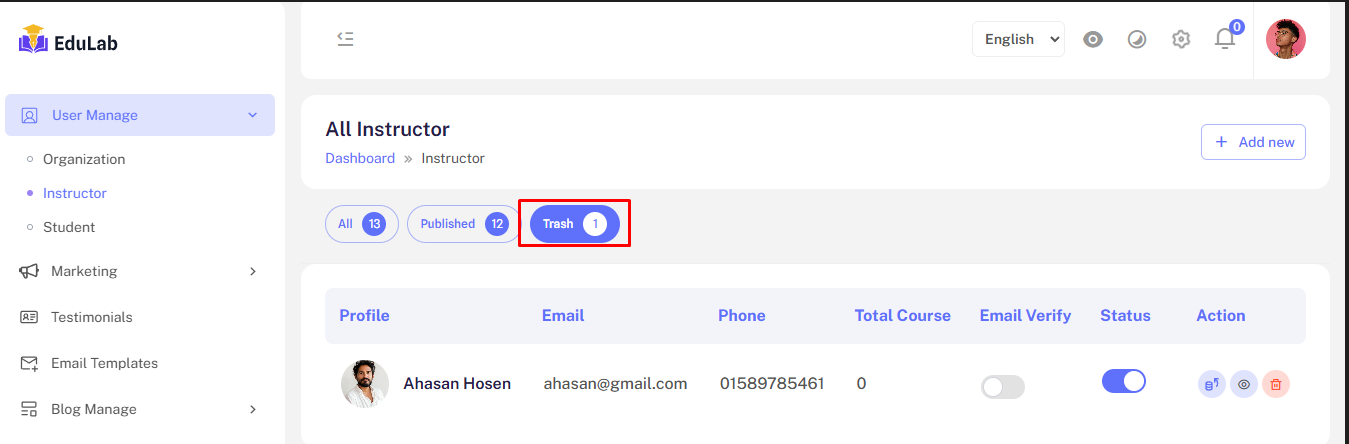 EduLab
English
0
User Manage
Organization
Instructor
Student
Marketing
Testimonials
Email Templates
Blog Manage
All Instructor
Dashboard » Instructor
+ Add new
All 13
Published 12
Trash 1
Profile Email Phone Total Course Email Verify Status Action
Ahasan Hosen ahasan@gmail.com 01589785461 0